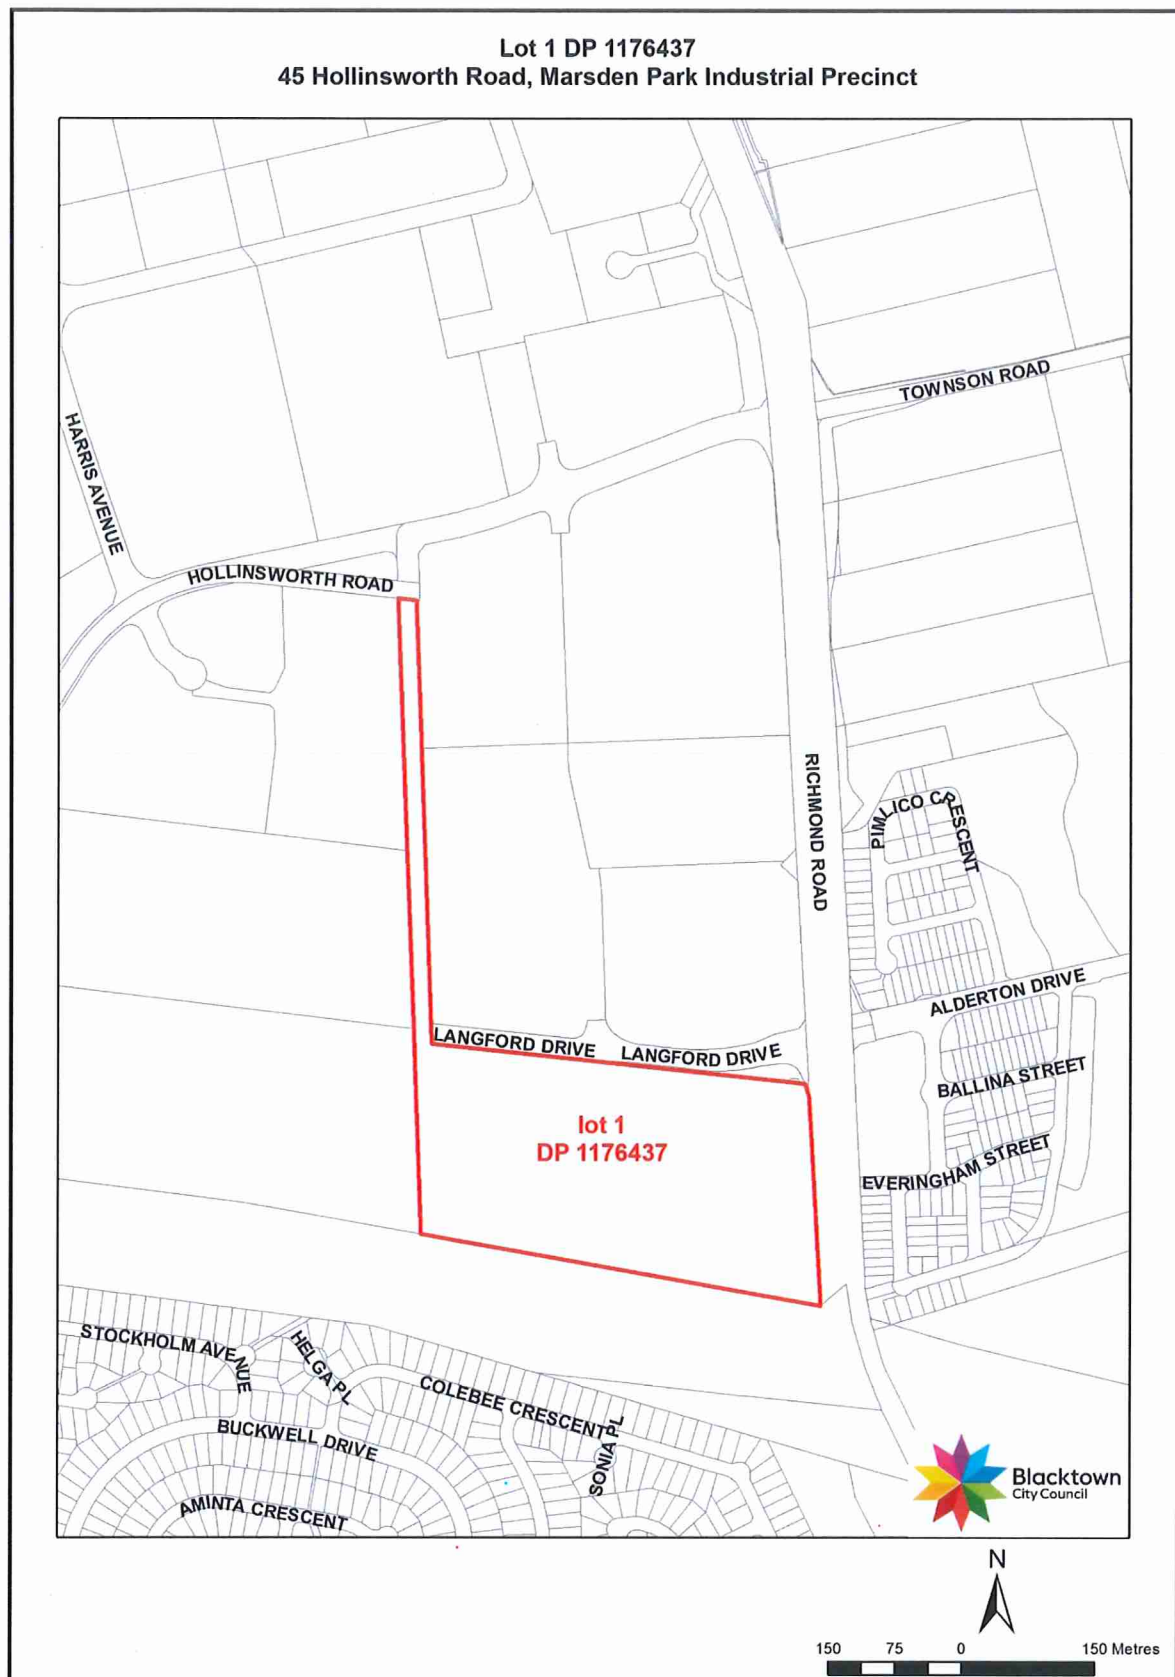 Lot 1 DP 1176437
45 Hollinsworth Road, Marsden Park Industrial Precinct
TOWNSON ROAD
HARRIS AVENUE
HOLLINSWORTH ROAD
RICHMOND ROAD
PIMLICO CRESCENT
ALDERTON DRIVE
LANGFORD DRIVE
LANGFORD DRIVE
BALLINA STREET
lot 1
DP 1176437
EVERINGHAM STREET
STOCKHOLM AVENUE
HELGA PL
COLEBEE CRESCENT
SONIA PL
BUCKWELL DRIVE
AMINTA CRESCENT
Blacktown
City Council
N
150 75 0 150 Metres